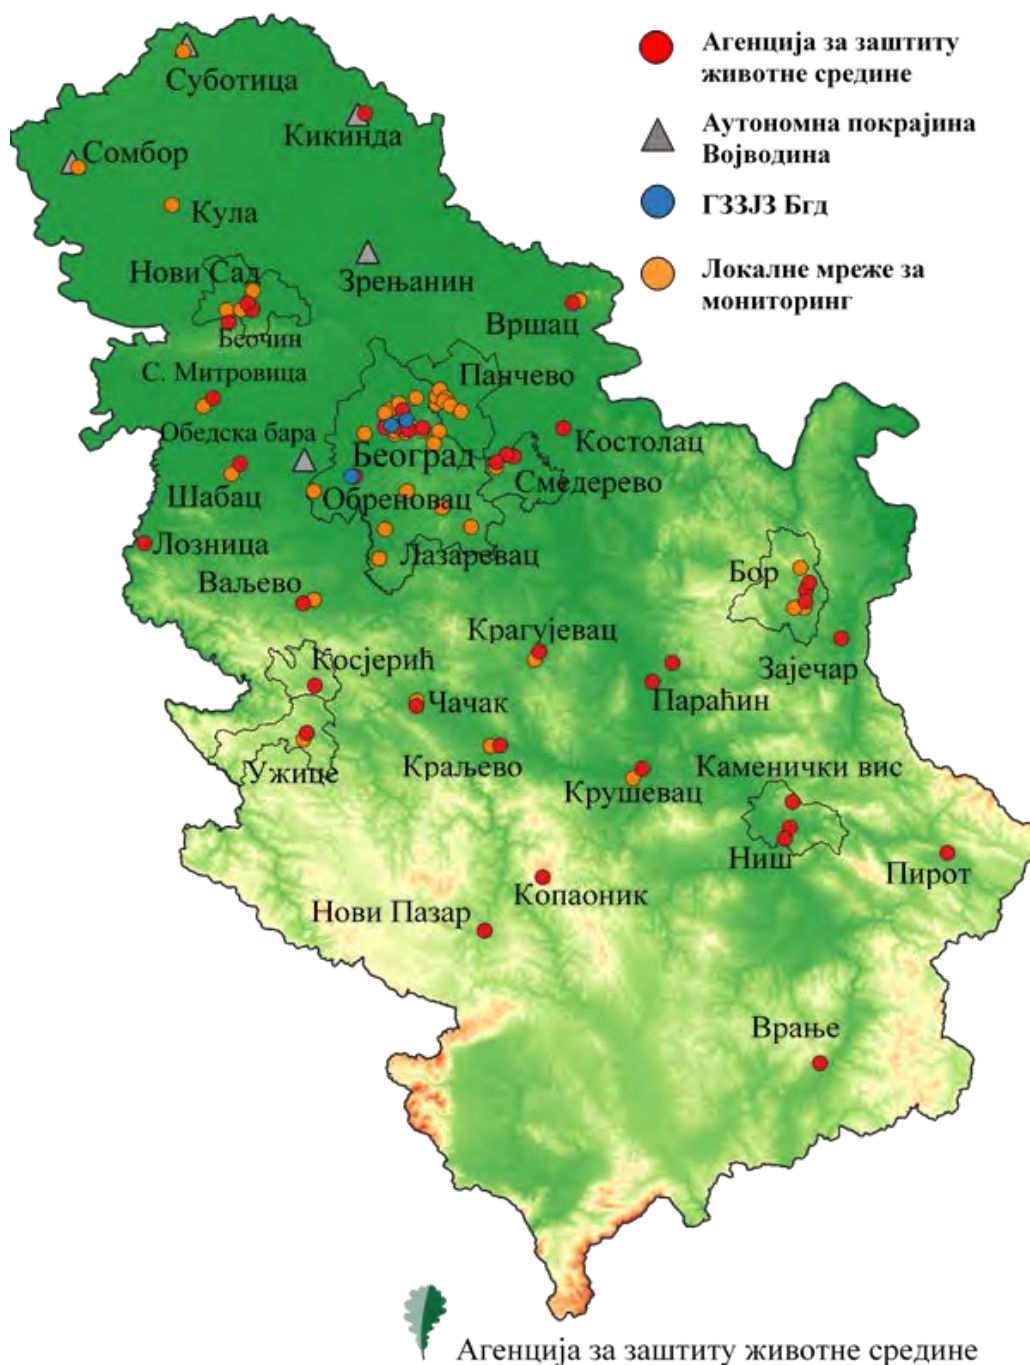 Агенција за заштиту
животне средине
Аутономна покрајина
Војводина
ГЗЗЈЗ Бгд
Локалне мреже за
мониторинг
Суботица
Кикинда
Сомбор
Кула
Нови Сад
Зрењанин
Беочин
Вршац
С. Митровица
Панчево
Обедска бара
Костолац
Београд
Смедерево
Шабац
Обреновац
Лозница
Лазаревац
Бор
Ваљево
Крагујевац
Зајечар
Косјерић
Параћин
Чачак
Ужице
Краљево
Каменички вис
Крушевац
Ниш
Пирот
Копаоник
Нови Пазар
Врање
Агенција за заштиту животне средине